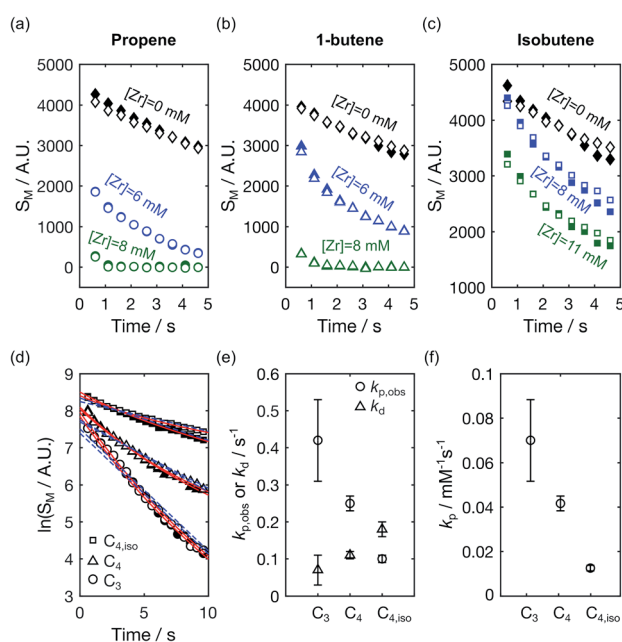 (a) Propene
(b) 1-butene
(c) Isobutene
5000
4000
3000
2000
1000
0
S_M / A.U.
[Zr]=0 mM
[Zr]=6 mM
[Zr]=8 mM
0 1 2 3 4 5
Time / s
5000
4000
3000
2000
1000
0
S_M / A.U.
[Zr]=0 mM
[Zr]=6 mM
[Zr]=8 mM
0 1 2 3 4 5
Time / s
5000
4000
3000
2000
1000
S_M / A.U.
[Zr]=0 mM
[Zr]=8 mM
[Zr]=11 mM
0 1 2 3 4 5
Time / s
(d)
9
8
7
6
5
4
ln(S_M / A.U.)
C_4,iso
C_4
C_3
0 5 10
Time / s
(e)
0.6
0.5
0.4
0.3
0.2
0.1
0
k_p,obs or k_d / s⁻¹
k_p,obs
k_d
C_3 C_4 C_4,iso
(f)
0.1
0.08
0.06
0.04
0.02
0
k_p / mM⁻¹s⁻¹
C_3 C_4 C_4,iso